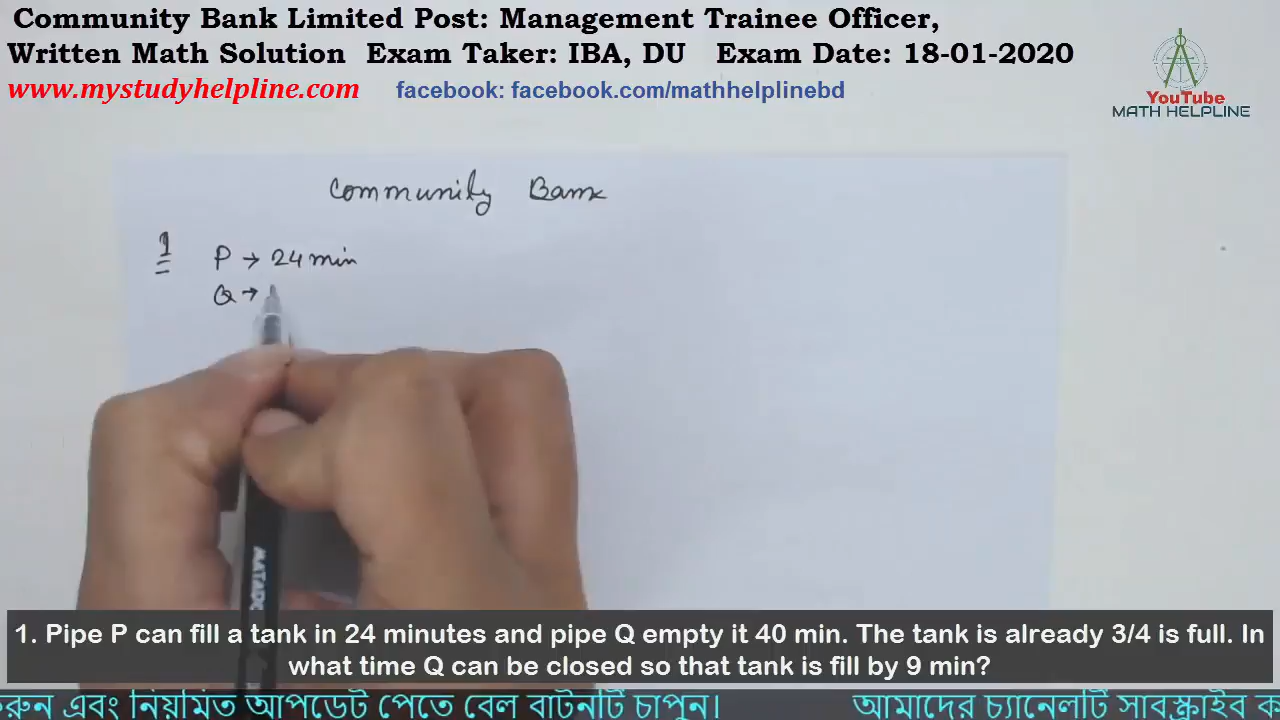 Community Bank Limited Post: Management Trainee Officer,
Written Math Solution Exam Taker: IBA, DU Exam Date: 18-01-2020
www.mystudyhelpline.com facebook: facebook.com/mathhelplinebd
YouTube
MATH HELPLINE
Community Bank
1 P → 24 min
Q →
MATADO
1. Pipe P can fill a tank in 24 minutes and pipe Q empty it 40 min. The tank is already 3/4 is full. In
what time Q can be closed so that tank is fill by 9 min?
করুন এবং নিয়মিত আপডেট পেতে বেল বাটনটি চাপুন। আমাদের চ্যানেলটি সাবস্ক্রাইব ক